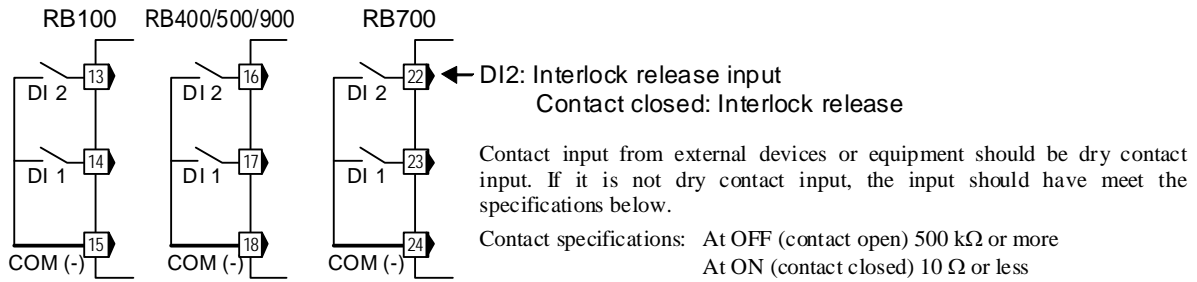 RB100 RB400/500/900 RB700
13 16 22
DI 2 DI 2 DI 2
DI2: Interlock release input
Contact closed: Interlock release
14 17 23
DI 1 DI 1 DI 1
15 18 24
COM (-) COM (-) COM (-)
Contact input from external devices or equipment should be dry contact
input. If it is not dry contact input, the input should have meet the
specifications below.
Contact specifications: At OFF (contact open) 500 kΩ or more
At ON (contact closed) 10 Ω or less